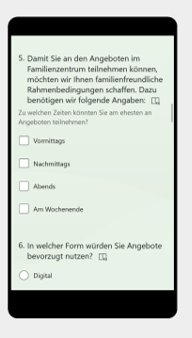 5. Damit Sie an den Angeboten im
Familienzentrum teilnehmen können,
möchten wir Ihnen familienfreundliche
Rahmenbedingungen schaffen. Dazu
benötigen wir folgende Angaben:
Zu welchen Zeiten könnten Sie am ehesten an
Angeboten teilnehmen?
Vormittags
Nachmittags
Abends
Am Wochenende
6. In welcher Form würden Sie Angebote
bevorzugt nutzen?
Digital